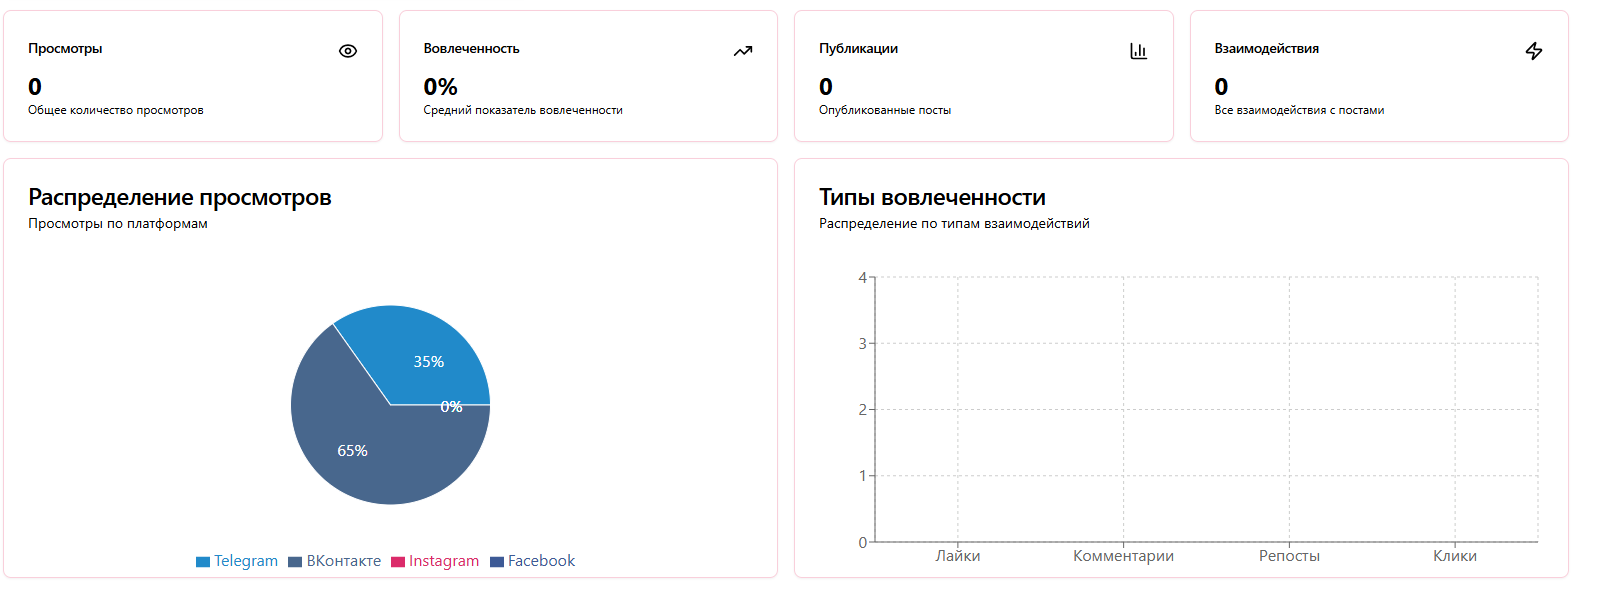 Просмотры
0
Общее количество просмотров
Вовлеченность
0%
Средний показатель вовлеченности
Публикации
0
Опубликованные посты
Взаимодействия
0
Все взаимодействия с постами
Распределение просмотров
Просмотры по платформам
35%
0%
65%
Telegram ВКонтакте Instagram Facebook
Типы вовлеченности
Распределение по типам взаимодействий
4
3
2
1
0
Лайки Комментарии Репосты Клики